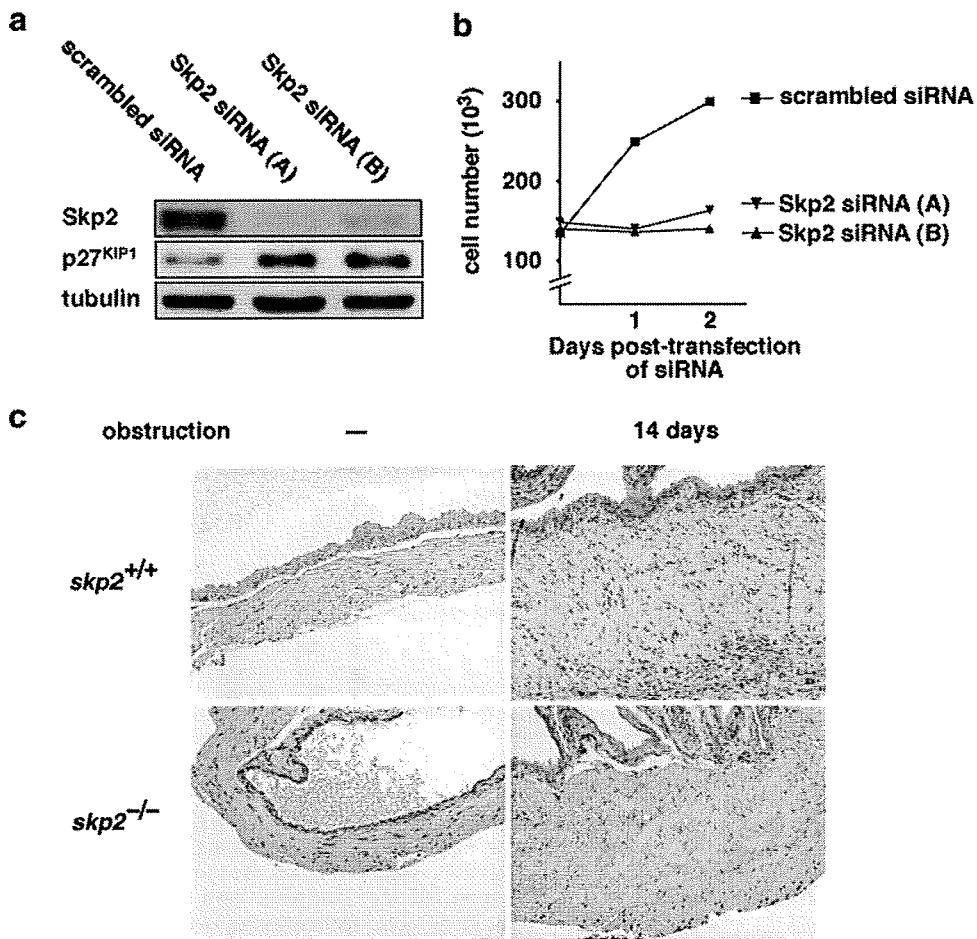 a
scrambled siRNA
Skp2 siRNA (A)
Skp2 siRNA (B)
Skp2
p27KIP1
tubulin
b
cell number (10³)
300
200
100
1
2
Days post-transfection
of siRNA
scrambled siRNA
Skp2 siRNA (A)
Skp2 siRNA (B)
c
obstruction
—
14 days
skp2+/+
skp2–/–